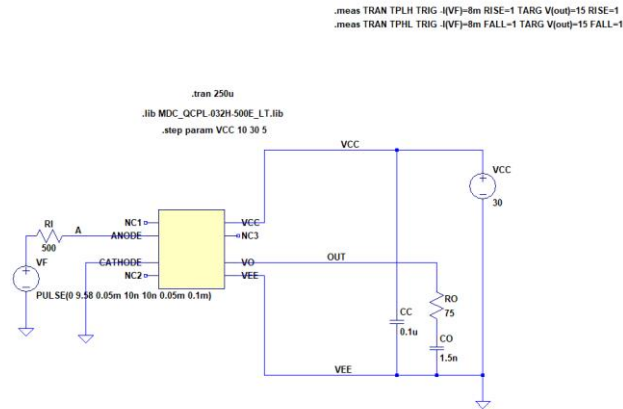 .meas TRAN TPLH TRIG -I(VF)=8m RISE=1 TARG V(out)=15 RISE=1
.meas TRAN TPHL TRIG -I(VF)=8m FALL=1 TARG V(out)=15 FALL=1
.tran 250u
.lib MDC_QCPL-032H-500E_LT.lib
.step param VCC 10 30 5
VCC
VCC
30
NC1
VCC
RI
A
ANODE
NC3
500
VF
CATHODE
VO
OUT
NC2
VEE
PULSE(0 9.58 0.05m 10n 10n 0.05m 0.1m)
RO
75
CC
0.1u
CO
1.5n
VEE